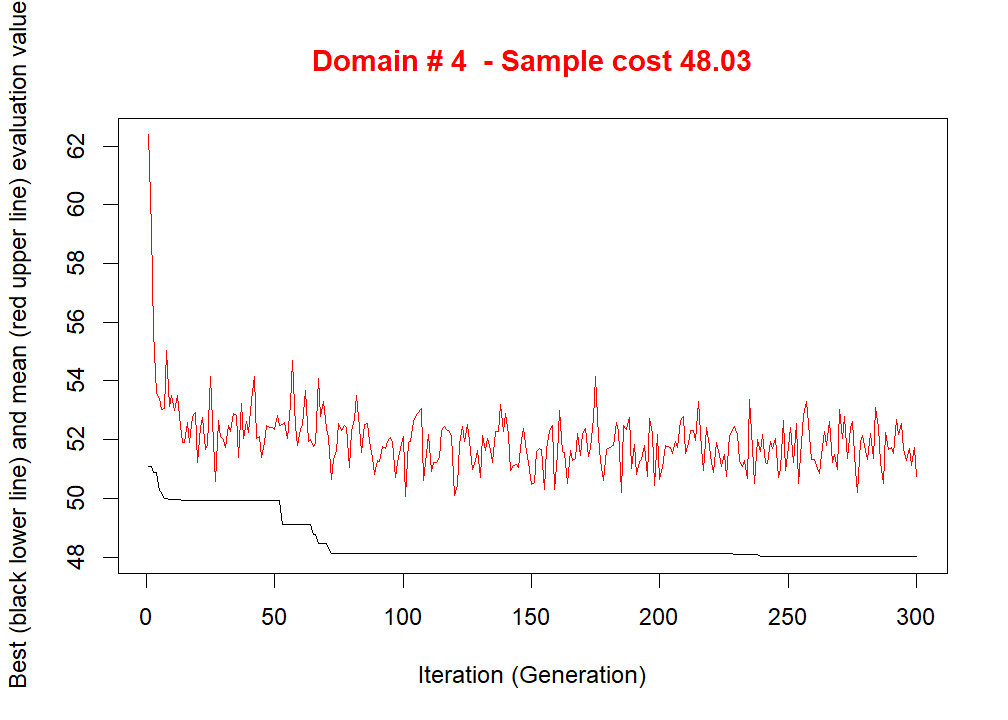 Domain # 4  - Sample cost 48.03
Best (black lower line) and mean (red upper line) evaluation value
62
60
58
56
54
52
50
48
0 50 100 150 200 250 300
Iteration (Generation)